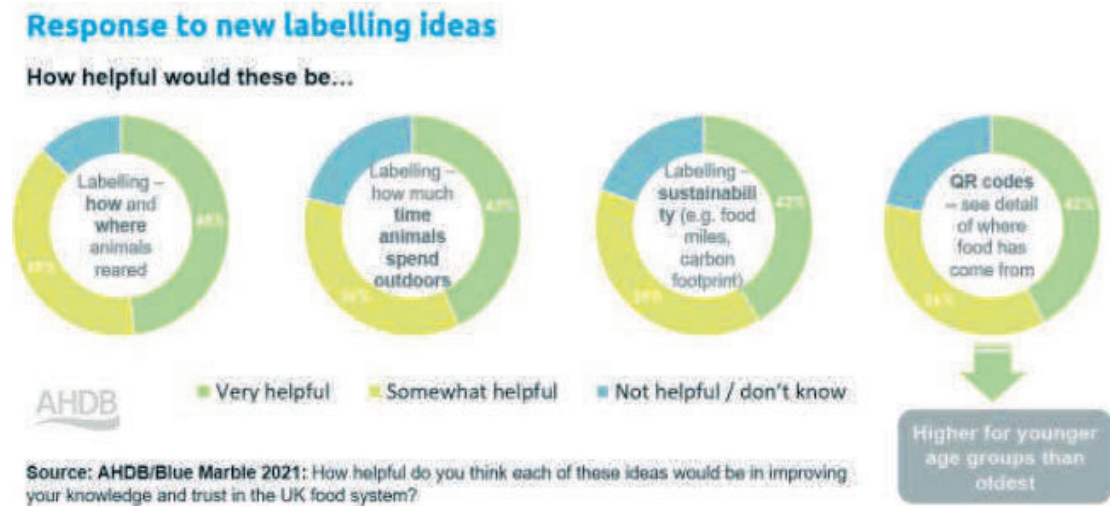 Response to new labelling ideas
How helpful would these be...
Labelling –
how and
where
animals
reared
Labelling –
how much
time
animals
spend
outdoors
Labelling –
sustainabili
ty (e.g. food
miles,
carbon
footprint)
42%
QR codes
– see detail
of where
food has
come from
42%
36%
AHDB
Very helpful
Somewhat helpful
Not helpful / don't know
Higher for younger
age groups than
oldest
Source: AHDB/Blue Marble 2021: How helpful do you think each of these ideas would be in improving
your knowledge and trust in the UK food system?